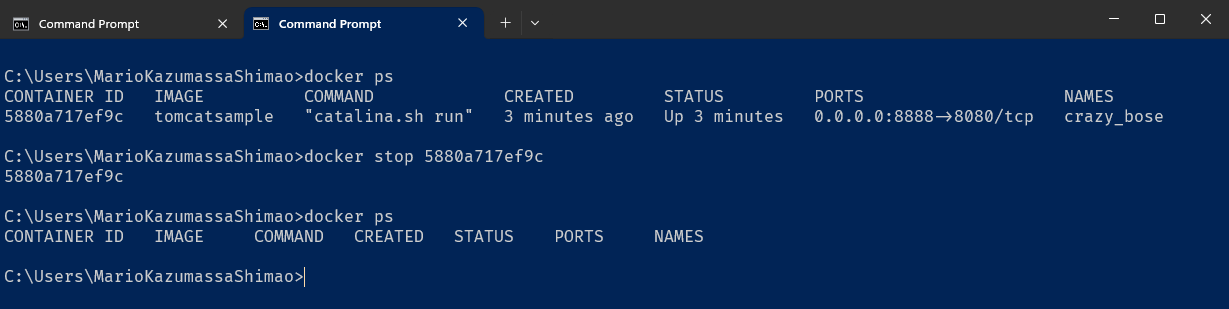 Command Prompt Command Prompt
C:\Users\MarioKazumassaShimao>docker ps
CONTAINER ID IMAGE COMMAND CREATED STATUS PORTS NAMES
5880a717ef9c tomcatsample "catalina.sh run" 3 minutes ago Up 3 minutes 0.0.0.0:8888->8080/tcp crazy_bose
C:\Users\MarioKazumassaShimao>docker stop 5880a717ef9c
5880a717ef9c
C:\Users\MarioKazumassaShimao>docker ps
CONTAINER ID IMAGE COMMAND CREATED STATUS PORTS NAMES
C:\Users\MarioKazumassaShimao>